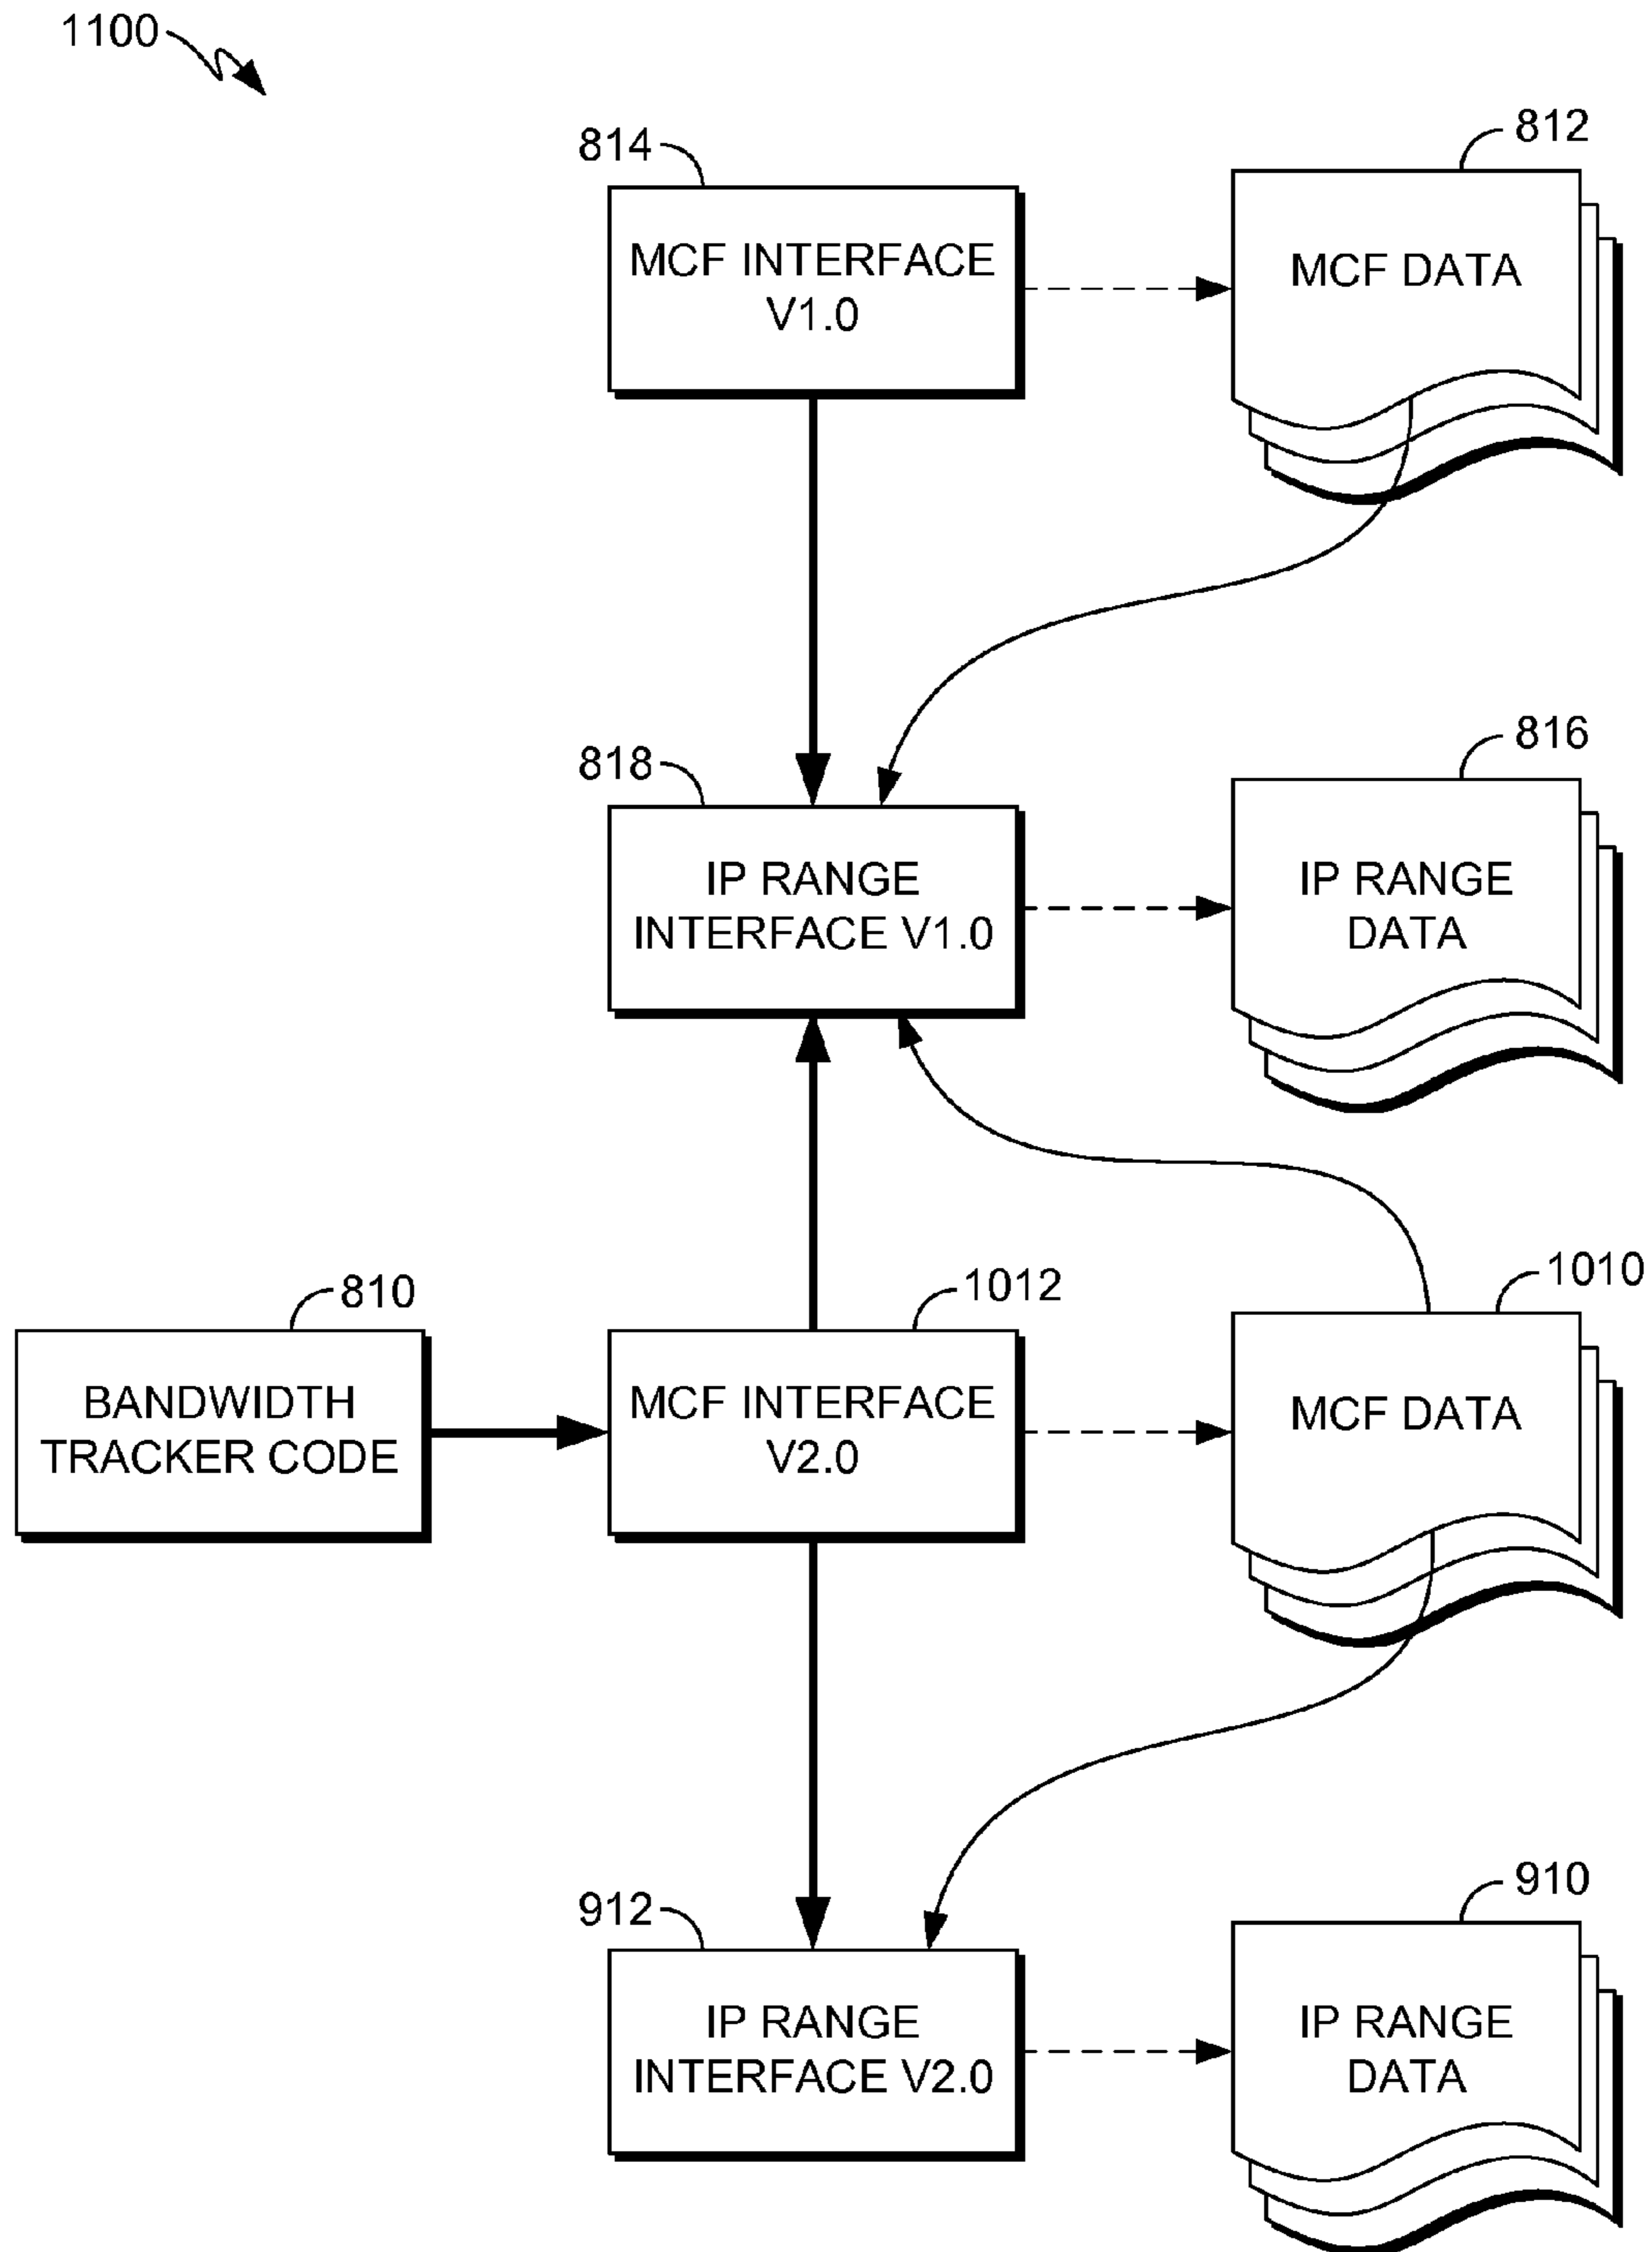 1100
814
812
MCF INTERFACE
V1.0
MCF DATA
818
816
IP RANGE
INTERFACE V1.0
IP RANGE
DATA
810
1012
1010
BANDWIDTH
TRACKER CODE
MCF INTERFACE
V2.0
MCF DATA
912
910
IP RANGE
INTERFACE V2.0
IP RANGE
DATA